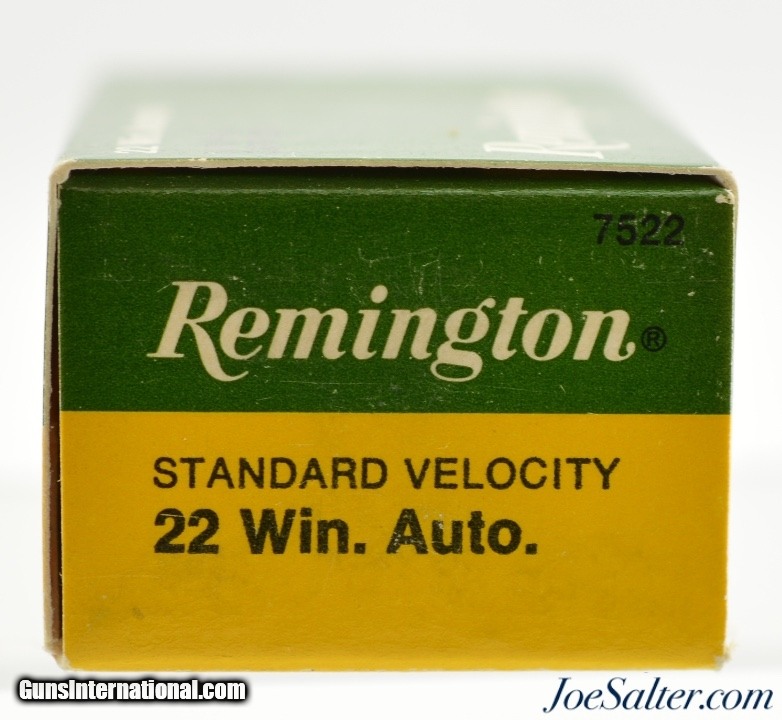 7522
Remington®
STANDARD VELOCITY
22 Win. Auto.
GunsInternational.com
JoeSalter.com